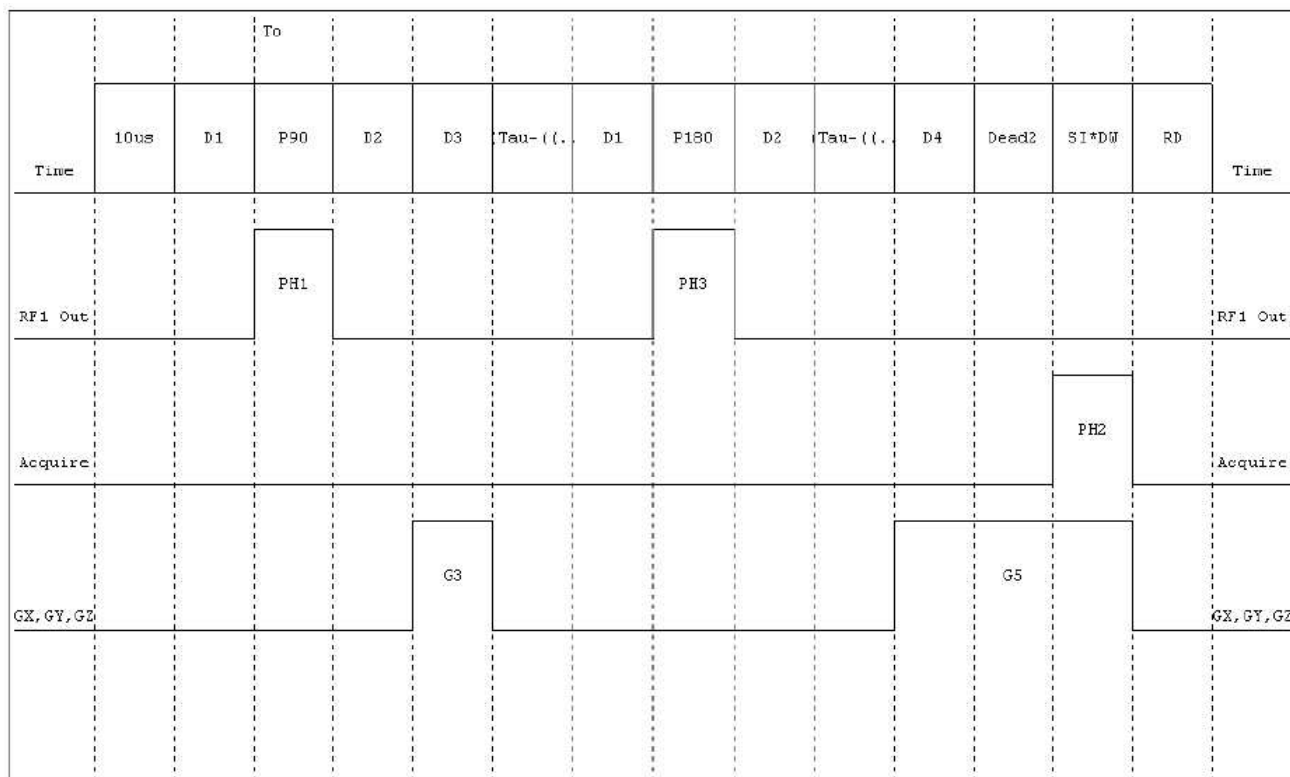 To
10us D1 P90 D2 D3 (Tau-((.. D1 P180 D2 (Tau-((.. D4 Dead2 SI*DW RD
Time Time
PH1 PH3
RF1 Out RF1 Out
PH2
Acquire Acquire
G3 G5
GX,GY,GZ GX,GY,GZ